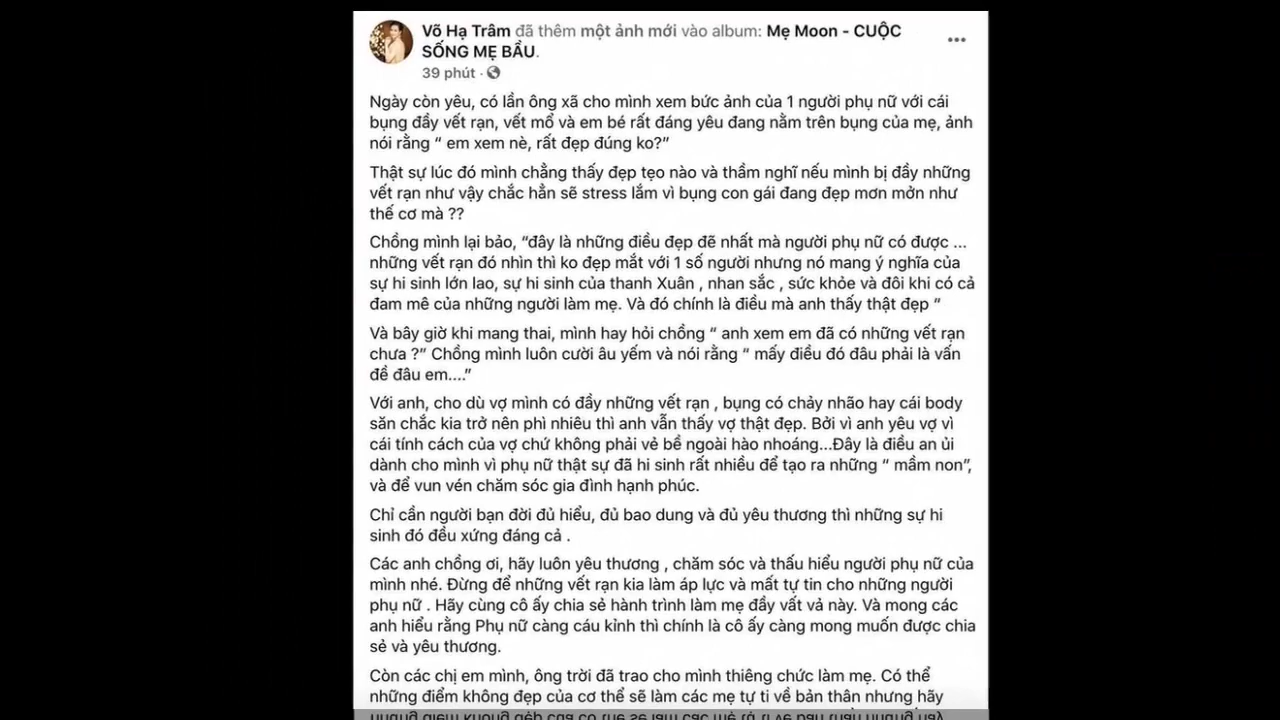 Võ Hạ Trâm đã thêm một ảnh mới vào album: Mẹ Moon - CUỘC
SỐNG MẸ BẦU.
39 phút ·
Ngày còn yêu, có lần ông xã cho mình xem bức ảnh của 1 người phụ nữ với cái
bụng đầy vết rạn, vết mổ và em bé rất đáng yêu đang nằm trên bụng của mẹ, ảnh
nói rằng “ em xem nè, rất đẹp đúng ko?”
Thật sự lúc đó mình chẳng thấy đẹp tẹo nào và thầm nghĩ nếu mình bị đầy những
vết rạn như vậy chắc hẳn sẽ stress lắm vì bụng con gái đang đẹp mơn mởn như
thế cơ mà ??
Chồng mình lại bảo, “đây là những điều đẹp đẽ nhất mà người phụ nữ có được ...
những vết rạn đó nhìn thì ko đẹp mắt với 1 số người nhưng nó mang ý nghĩa của
sự hi sinh lớn lao, sự hi sinh của thanh Xuân , nhan sắc , sức khỏe và đôi khi có cả
đam mê của những người làm mẹ. Và đó chính là điều mà anh thấy thật đẹp “
Và bây giờ khi mang thai, mình hay hỏi chồng “ anh xem em đã có những vết rạn
chưa ?” Chồng mình luôn cười âu yếm và nói rằng “ mấy điều đó đâu phải là vấn
đề đâu em....”
Với anh, cho dù vợ mình có đầy những vết rạn , bụng có chảy nhão hay cái body
săn chắc kia trở nên phì nhiêu thì anh vẫn thấy vợ thật đẹp. Bởi vì anh yêu vợ vì
cái tính cách của vợ chứ không phải vẻ bề ngoài hào nhoáng...Đây là điều an ủi
dành cho mình vì phụ nữ thật sự đã hi sinh rất nhiều để tạo ra những “ mầm non”,
và để vun vén chăm sóc gia đình hạnh phúc.
Chỉ cần người bạn đời đủ hiểu, đủ bao dung và đủ yêu thương thì những sự hi
sinh đó đều xứng đáng cả .
Các anh chồng ơi, hãy luôn yêu thương , chăm sóc và thấu hiểu người phụ nữ của
mình nhé. Đừng để những vết rạn kia làm áp lực và mất tự tin cho những người
phụ nữ . Hãy cùng cô ấy chia sẻ hành trình làm mẹ đầy vất vả này. Và mong các
anh hiểu rằng Phụ nữ càng cáu kỉnh thì chính là cô ấy càng mong muốn được chia
sẻ và yêu thương.
Còn các chị em mình, ông trời đã trao cho mình thiêng chức làm mẹ. Có thể
những điểm không đẹp của cơ thể sẽ làm các mẹ tự ti về bản thân nhưng hãy